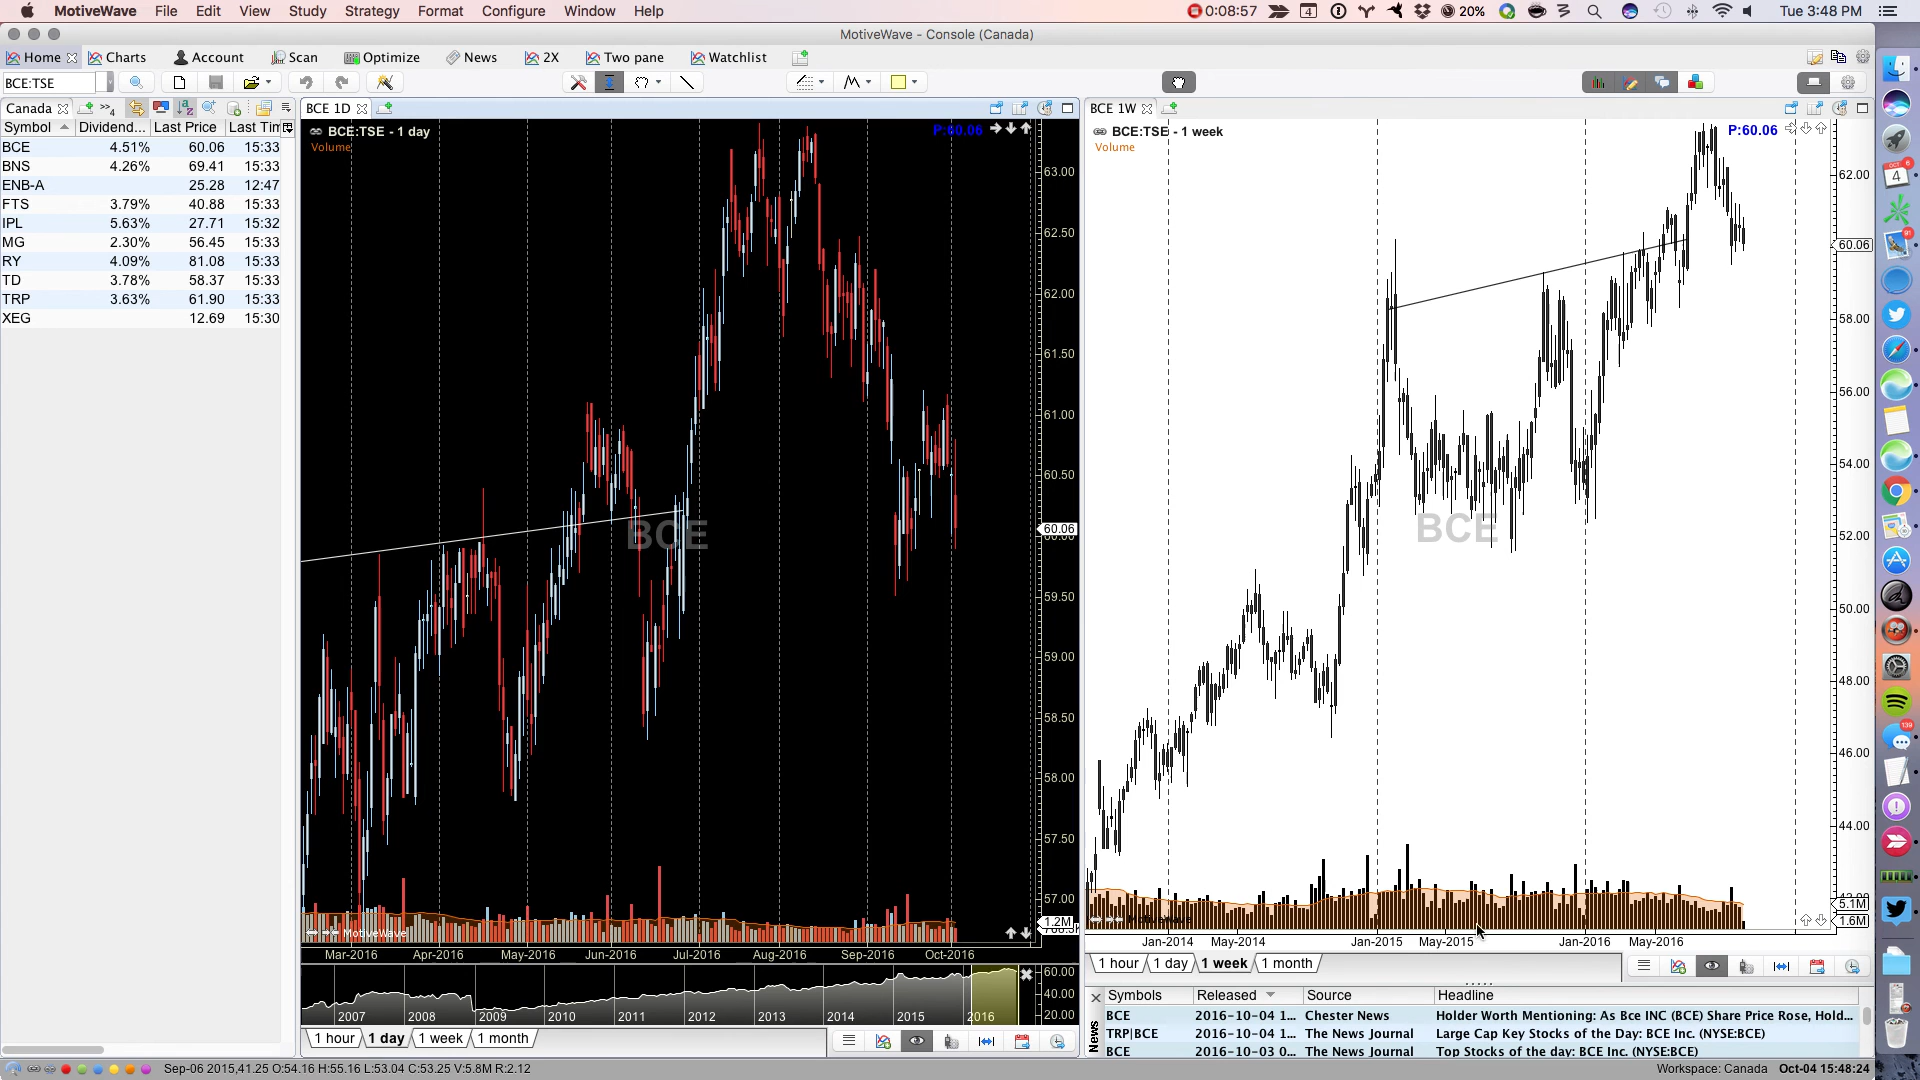 MotiveWave File Edit View Study Strategy Format Configure Window Help 0:08:57 4 20% Tue 3:48 PM
MotiveWave - Console (Canada)
Home Charts Account Scan Optimize News 2X Two pane Watchlist
BCE:TSE
Canada 4
Symbol Dividend... Last Price Last Tim
BCE 4.51% 60.06 15:33
BNS 4.26% 69.41 15:33
ENB-A 25.28 12:47
FTS 3.79% 40.88 15:33
IPL 5.63% 27.71 15:32
MG 2.30% 56.45 15:33
RY 4.09% 81.08 15:33
TD 3.78% 58.37 15:33
TRP 3.63% 61.90 15:33
XEG 12.69 15:30
BCE 1D
BCE:TSE - 1 day
P:60.06
Volume
63.00
62.50
62.00
61.50
61.00
60.50
60.06
60.00
59.50
59.00
58.50
58.00
57.50
57.00
1.2M
BCE
MotiveWave
Mar-2016 Apr-2016 May-2016 Jun-2016 Jul-2016 Aug-2016 Sep-2016 Oct-2016
60.00
40.00
20.00
2007 2008 2009 2010 2011 2012 2013 2014 2015 2016
1 hour 1 day 1 week 1 month
BCE 1W
BCE:TSE - 1 week
P:60.06
Volume
62.00
60.06
58.00
56.00
54.00
52.00
50.00
48.00
46.00
44.00
42.00
5.1M
1.6M
BCE
MotiveWave
Jan-2014 May-2014 Jan-2015 May-2015 Jan-2016 May-2016
1 hour 1 day 1 week 1 month
News
Symbols Released Source Headline
BCE 2016-10-04 1... Chester News Holder Worth Mentioning: As Bce INC (BCE) Share Price Rose, Hold...
TRP|BCE 2016-10-04 1... The News Journal Large Cap Key Stocks of the Day: BCE Inc. (NYSE:BCE)
BCE 2016-10-03 0... The News Journal Top Stocks of the day: BCE Inc. (NYSE:BCE)
Sep-06 2015,41.25 O:54.16 H:55.16 L:53.04 C:53.25 V:5.8M R:2.12
Workspace: Canada Oct-04 15:48:24